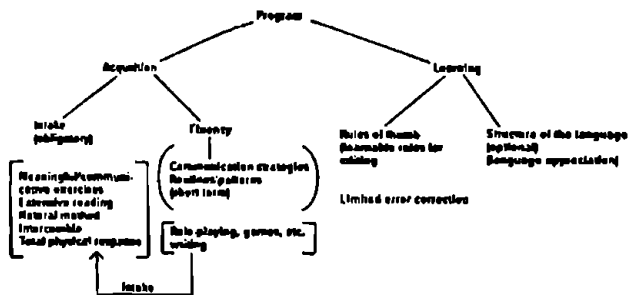 Program
Acquisition
Learning
Intake
(obligatory)
Fluency
Rules of thumb
(learnable rules for
editing)
Structure of the language
(optional)
(language appreciation)
Meaningful/communi-
cative exercises
Extensive reading
Natural method
Intercambio
Total physical response
Communication strategies
Routines/patterns
(short term)
Limited error correction
Role-playing, games, etc.
writing
Intake